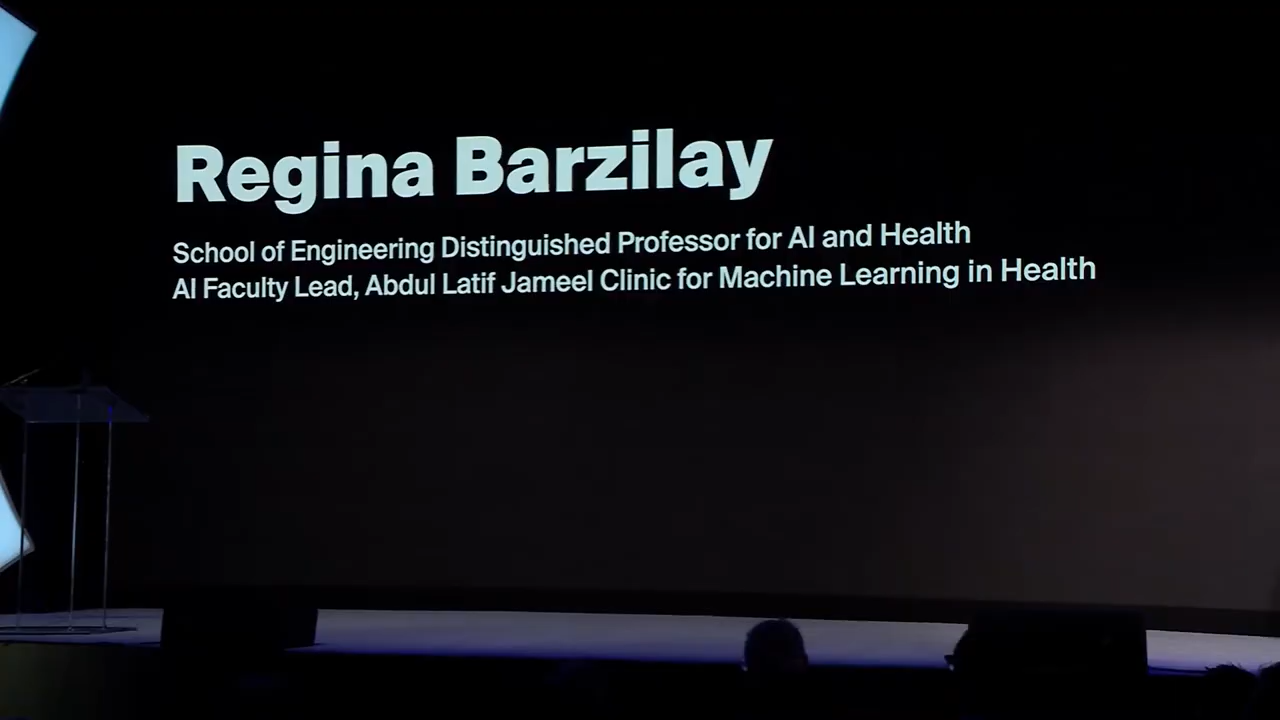 Regina Barzilay
School of Engineering Distinguished Professor for AI and Health
AI Faculty Lead, Abdul Latif Jameel Clinic for Machine Learning in Health